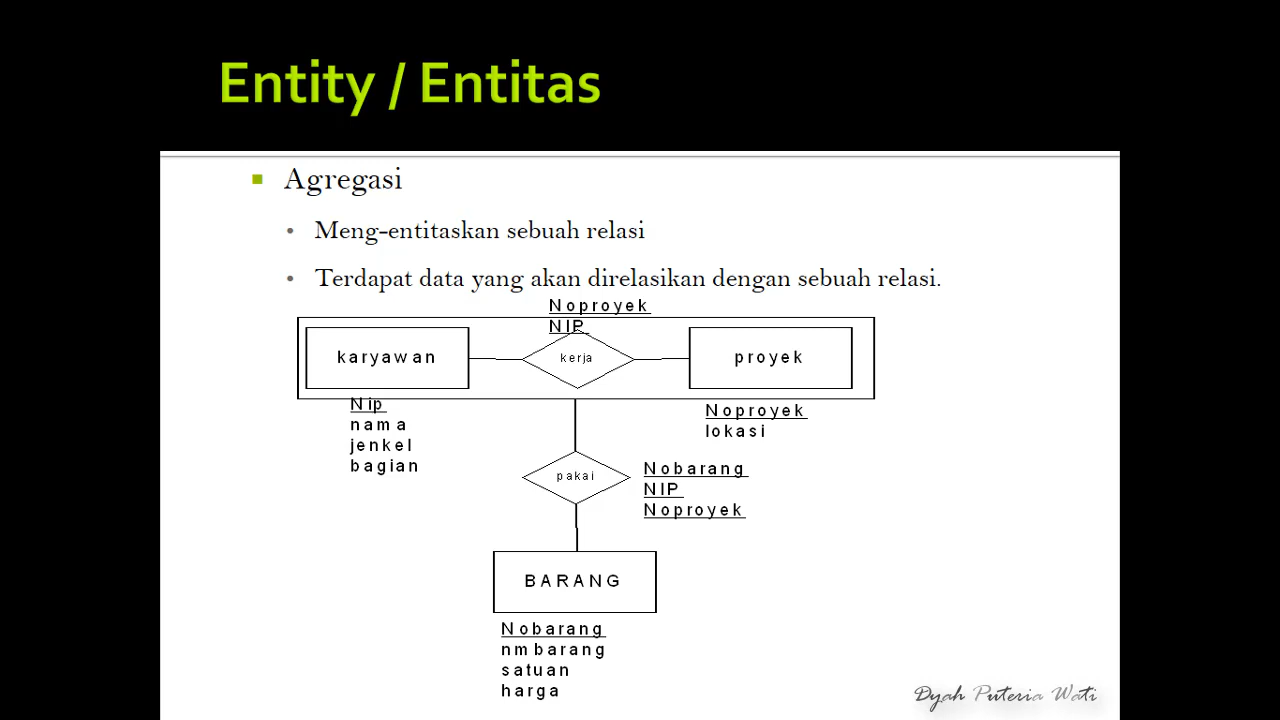 Entity / Entitas
Agregasi
Meng-entitaskan sebuah relasi
Terdapat data yang akan direlasikan dengan sebuah relasi.
Noproyek
NIP
karyawan
kerja
proyek
Nip
nama
jenkel
bagian
Noproyek
lokasi
pakai
Nobarang
NIP
Noproyek
BARANG
Nobarang
nmbarang
satuan
harga
Dyah Puteria Wati